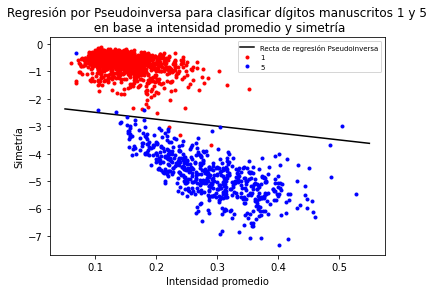 Regresión por Pseudoinversa para clasificar dígitos manuscritos 1 y 5
en base a intensidad promedio y simetría
Recta de regresión Pseudoinversa
1
5
0
−1
−2
−3
−4
−5
−6
−7
Simetría
0.1 0.2 0.3 0.4 0.5
Intensidad promedio